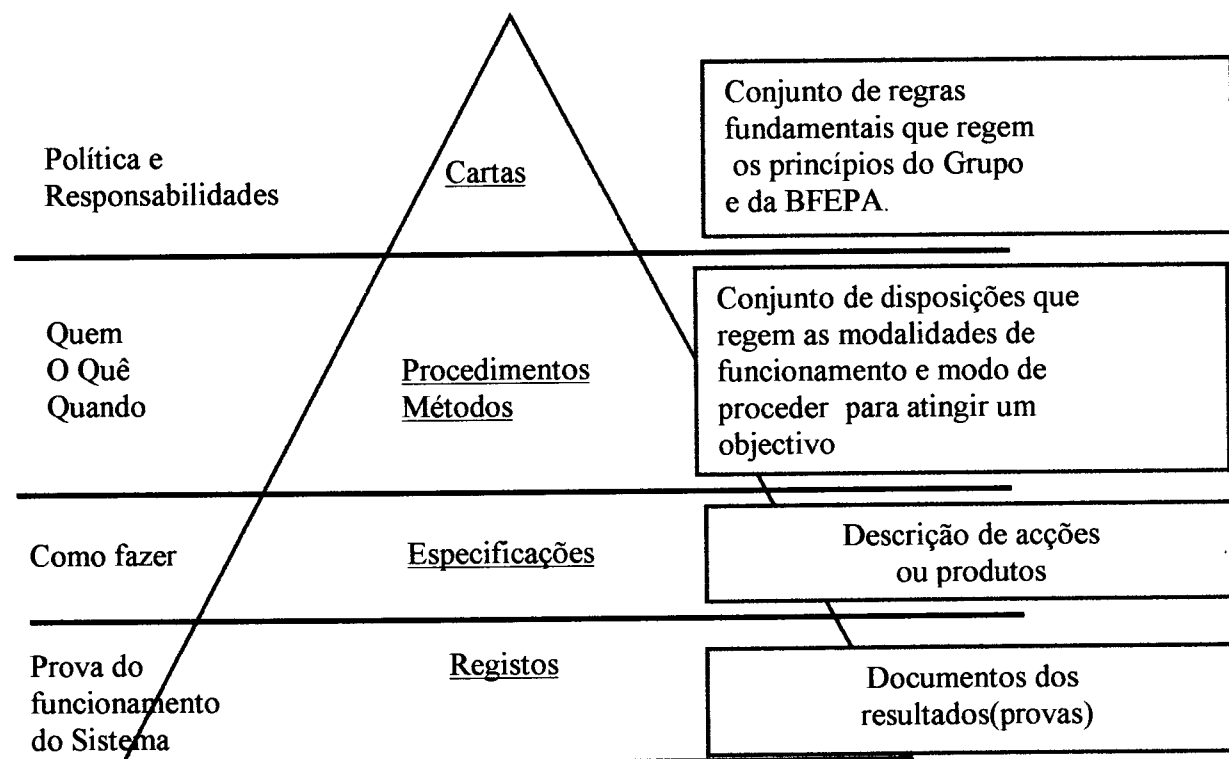 Política e
Responsabilidades
Cartas
Conjunto de regras
fundamentais que regem
os princípios do Grupo
e da BFEPA.
Quem
O Quê
Quando
Procedimentos
Métodos
Conjunto de disposições que
regem as modalidades de
funcionamento e modo de
proceder para atingir um
objectivo
Como fazer
Especificações
Descrição de acções
ou produtos
Prova do
funcionamento
do Sistema
Registos
Documentos dos
resultados(provas)